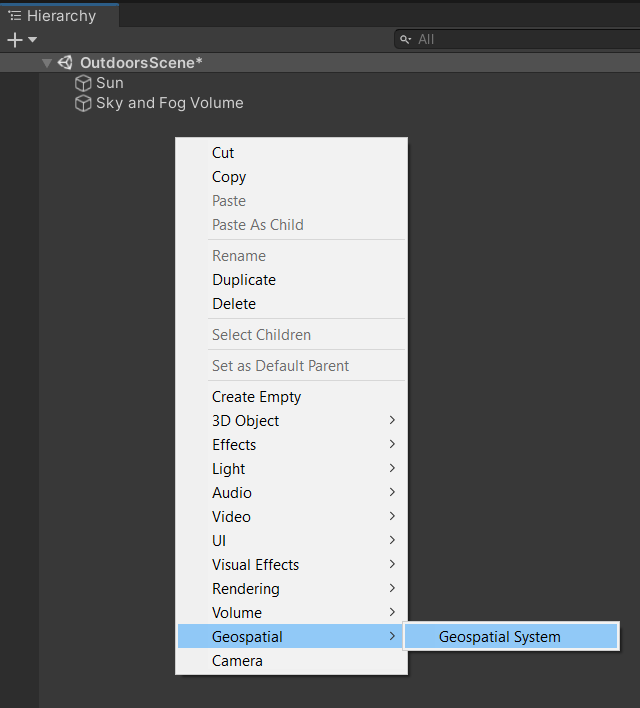 Hierarchy
All
OutdoorsScene*
Sun
Sky and Fog Volume
Cut
Copy
Paste
Paste As Child
Rename
Duplicate
Delete
Select Children
Set as Default Parent
Create Empty
3D Object
Effects
Light
Audio
Video
UI
Visual Effects
Rendering
Volume
Geospatial
Geospatial System
Camera